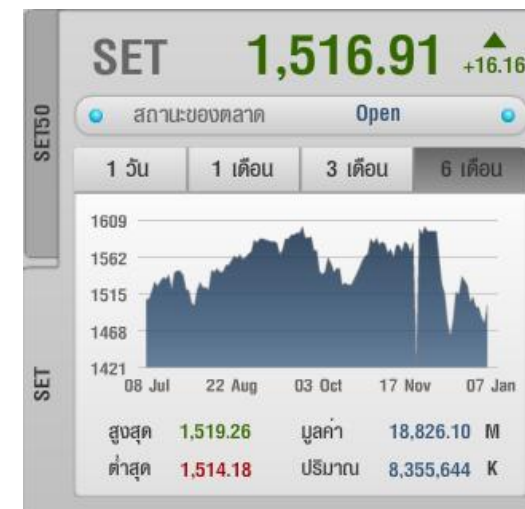 SET 1,516.91 +16.16
SET50
สถานะของตลาด Open
1 วัน 1 เดือน 3 เดือน 6 เดือน
1609
1562
1515
1468
1421
08 Jul 22 Aug 03 Oct 17 Nov 07 Jan
SET
สูงสุด 1,519.26 มูลค่า 18,826.10 M
ต่ำสุด 1,514.18 ปริมาณ 8,355,644 K